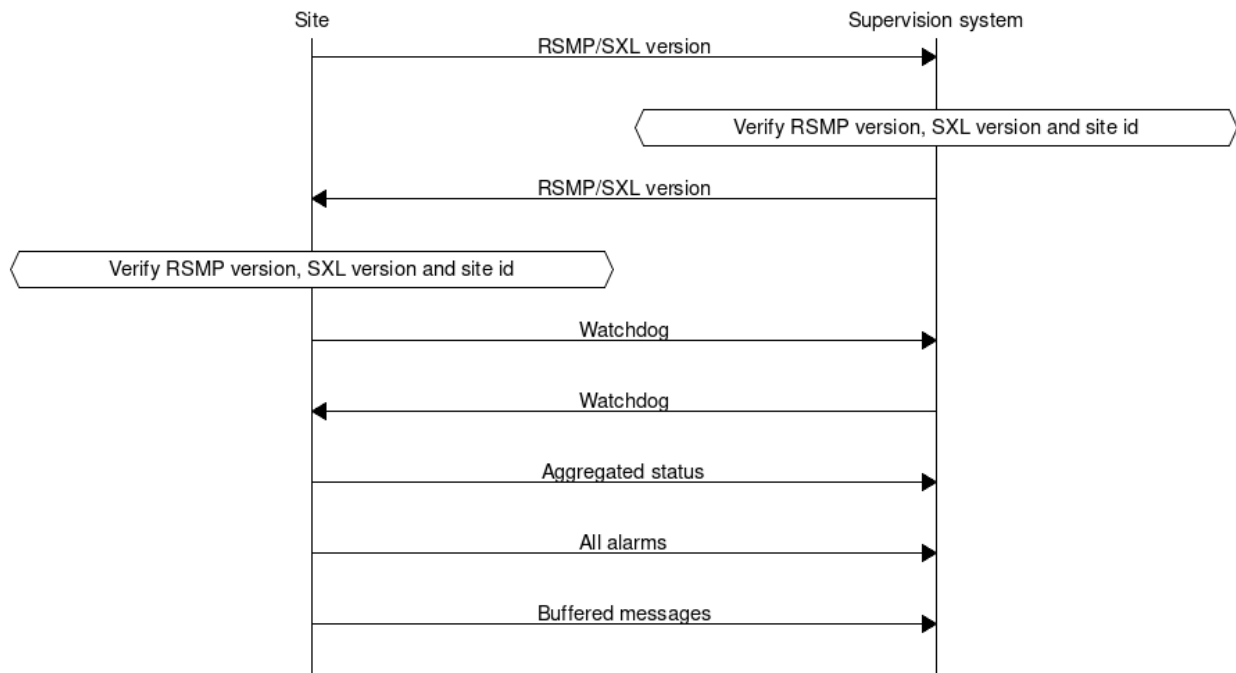 Site
Supervision system
RSMP/SXL version
Verify RSMP version, SXL version and site id
RSMP/SXL version
Verify RSMP version, SXL version and site id
Watchdog
Watchdog
Aggregated status
All alarms
Buffered messages